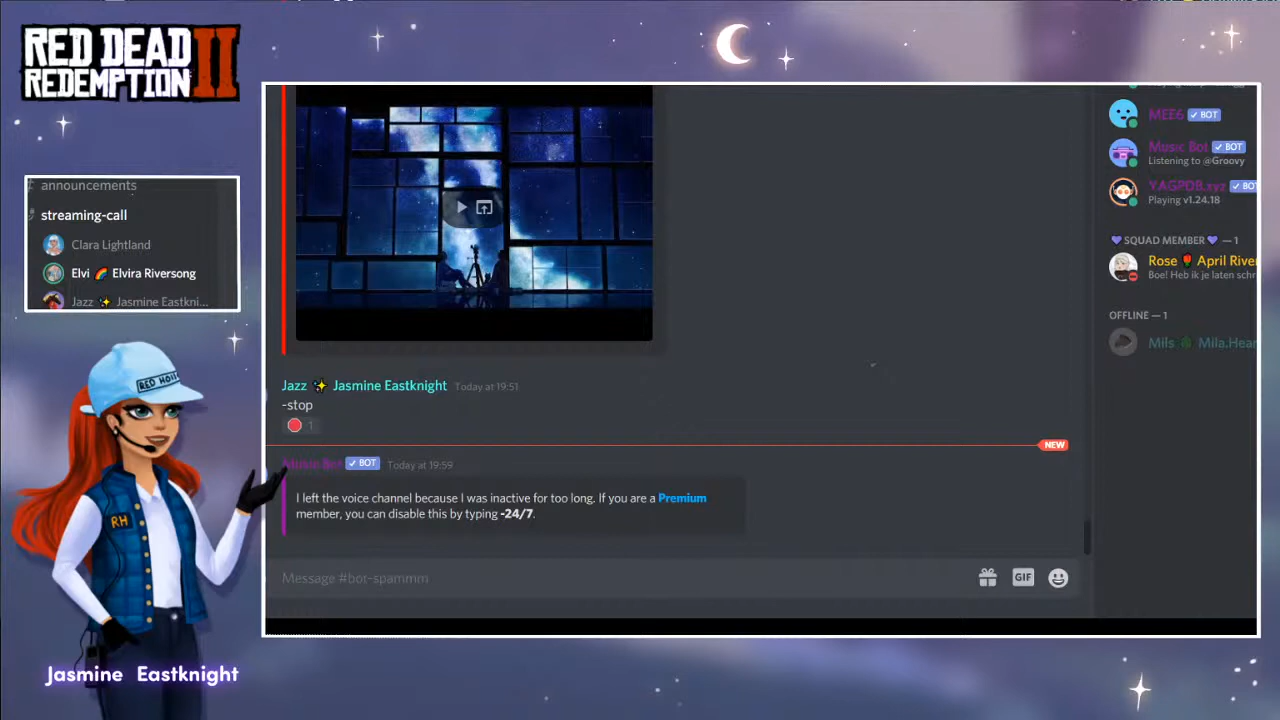 RED DEAD
REDEMPTION II
announcements
streaming-call
Clara Lightland
Elvi 🌈 Elvira Riversong
Jazz ✨ Jasmine Eastkni...
RED HO
RH
Jasmine Eastknight
Jazz ✨ Jasmine Eastknight Today at 19:51
-stop
1
NEW
Music Bot ✓ BOT Today at 19:59
I left the voice channel because I was inactive for too long. If you are a Premium
member, you can disable this by typing -24/7.
Message #bot-spammm
GIF
MEE6 ✓ BOT
Music Bot ✓ BOT
Listening to @Groovy
YAGPDB.xyz ✓ BOT
Playing v1.24.18
💜 SQUAD MEMBER 💜 — 1
Rose 🌹 April River
Boe! Heb ik je laten schr
OFFLINE — 1
Mils Mila.Hear